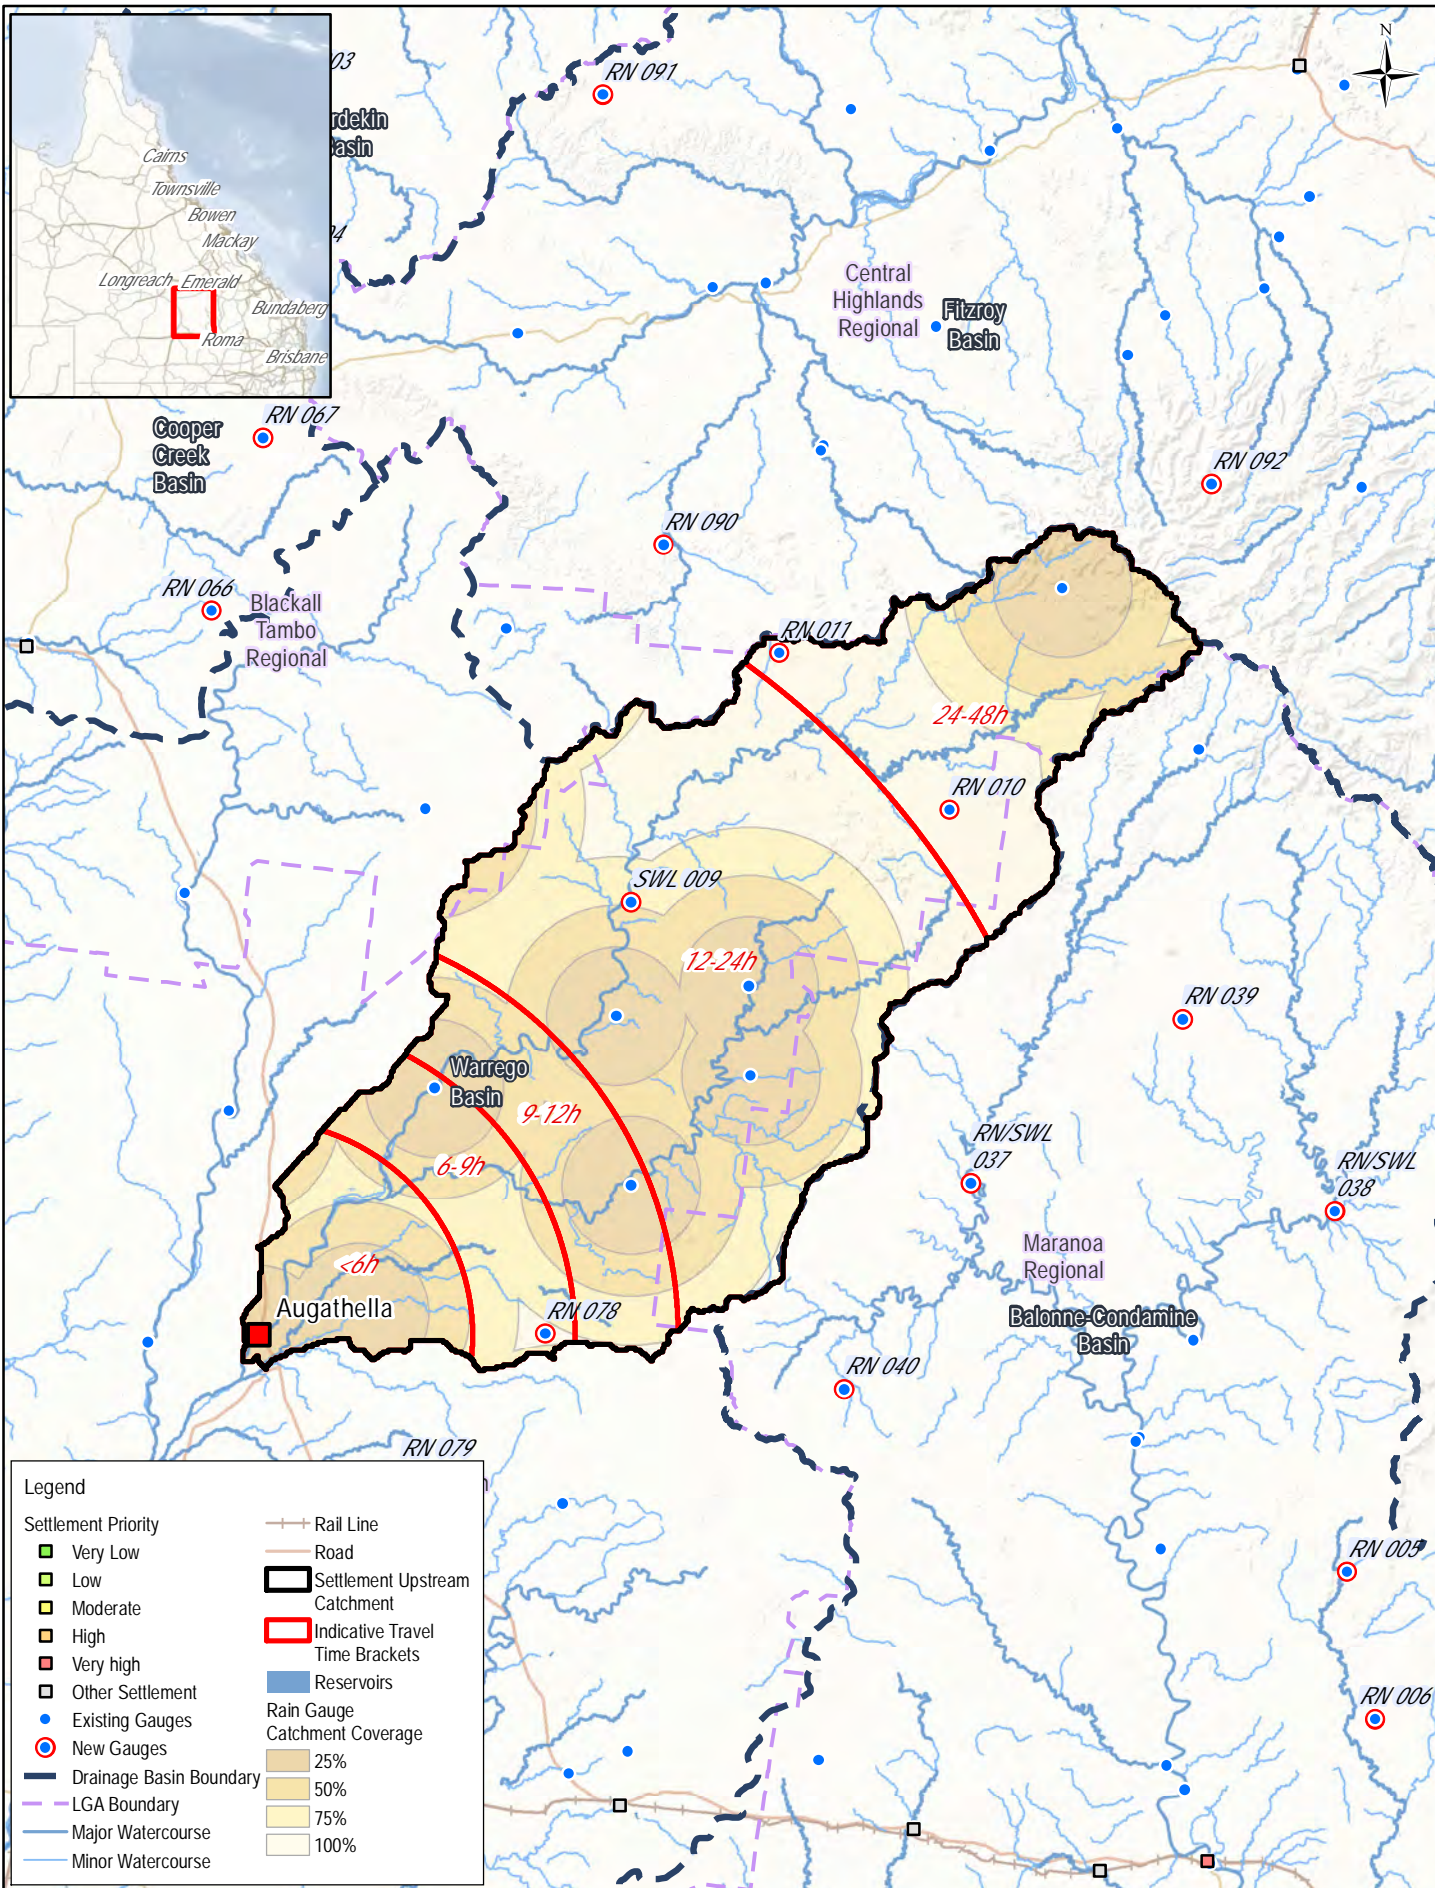 N
03
RN 091
rdekin
Basin
Cairns
Townsville
Bowen
Mackay
04
Longreach
Emerald
Bundaberg
Roma
Brisbane
Central
Highlands
Regional
Fitzroy
Basin
RN 067
Cooper
Creek
Basin
RN 092
RN 090
RN 066
Blackall
Tambo
Regional
RN 011
24-48h
RN 010
SWL 009
12-24h
RN 039
Warrego
Basin
9-12h
6-9h
RN/SWL
037
RN/SWL
038
Maranoa
Regional
<6h
Augathella
RN 078
Balonne-Condamine
Basin
RN 040
RN 079
n
RN 005
RN 006
Legend
Settlement Priority
Very Low
Low
Moderate
High
Very high
Other Settlement
Existing Gauges
New Gauges
Drainage Basin Boundary
LGA Boundary
Major Watercourse
Minor Watercourse
Rail Line
Road
Settlement Upstream
Catchment
Indicative Travel
Time Brackets
Reservoirs
Rain Gauge
Catchment Coverage
25%
50%
75%
100%